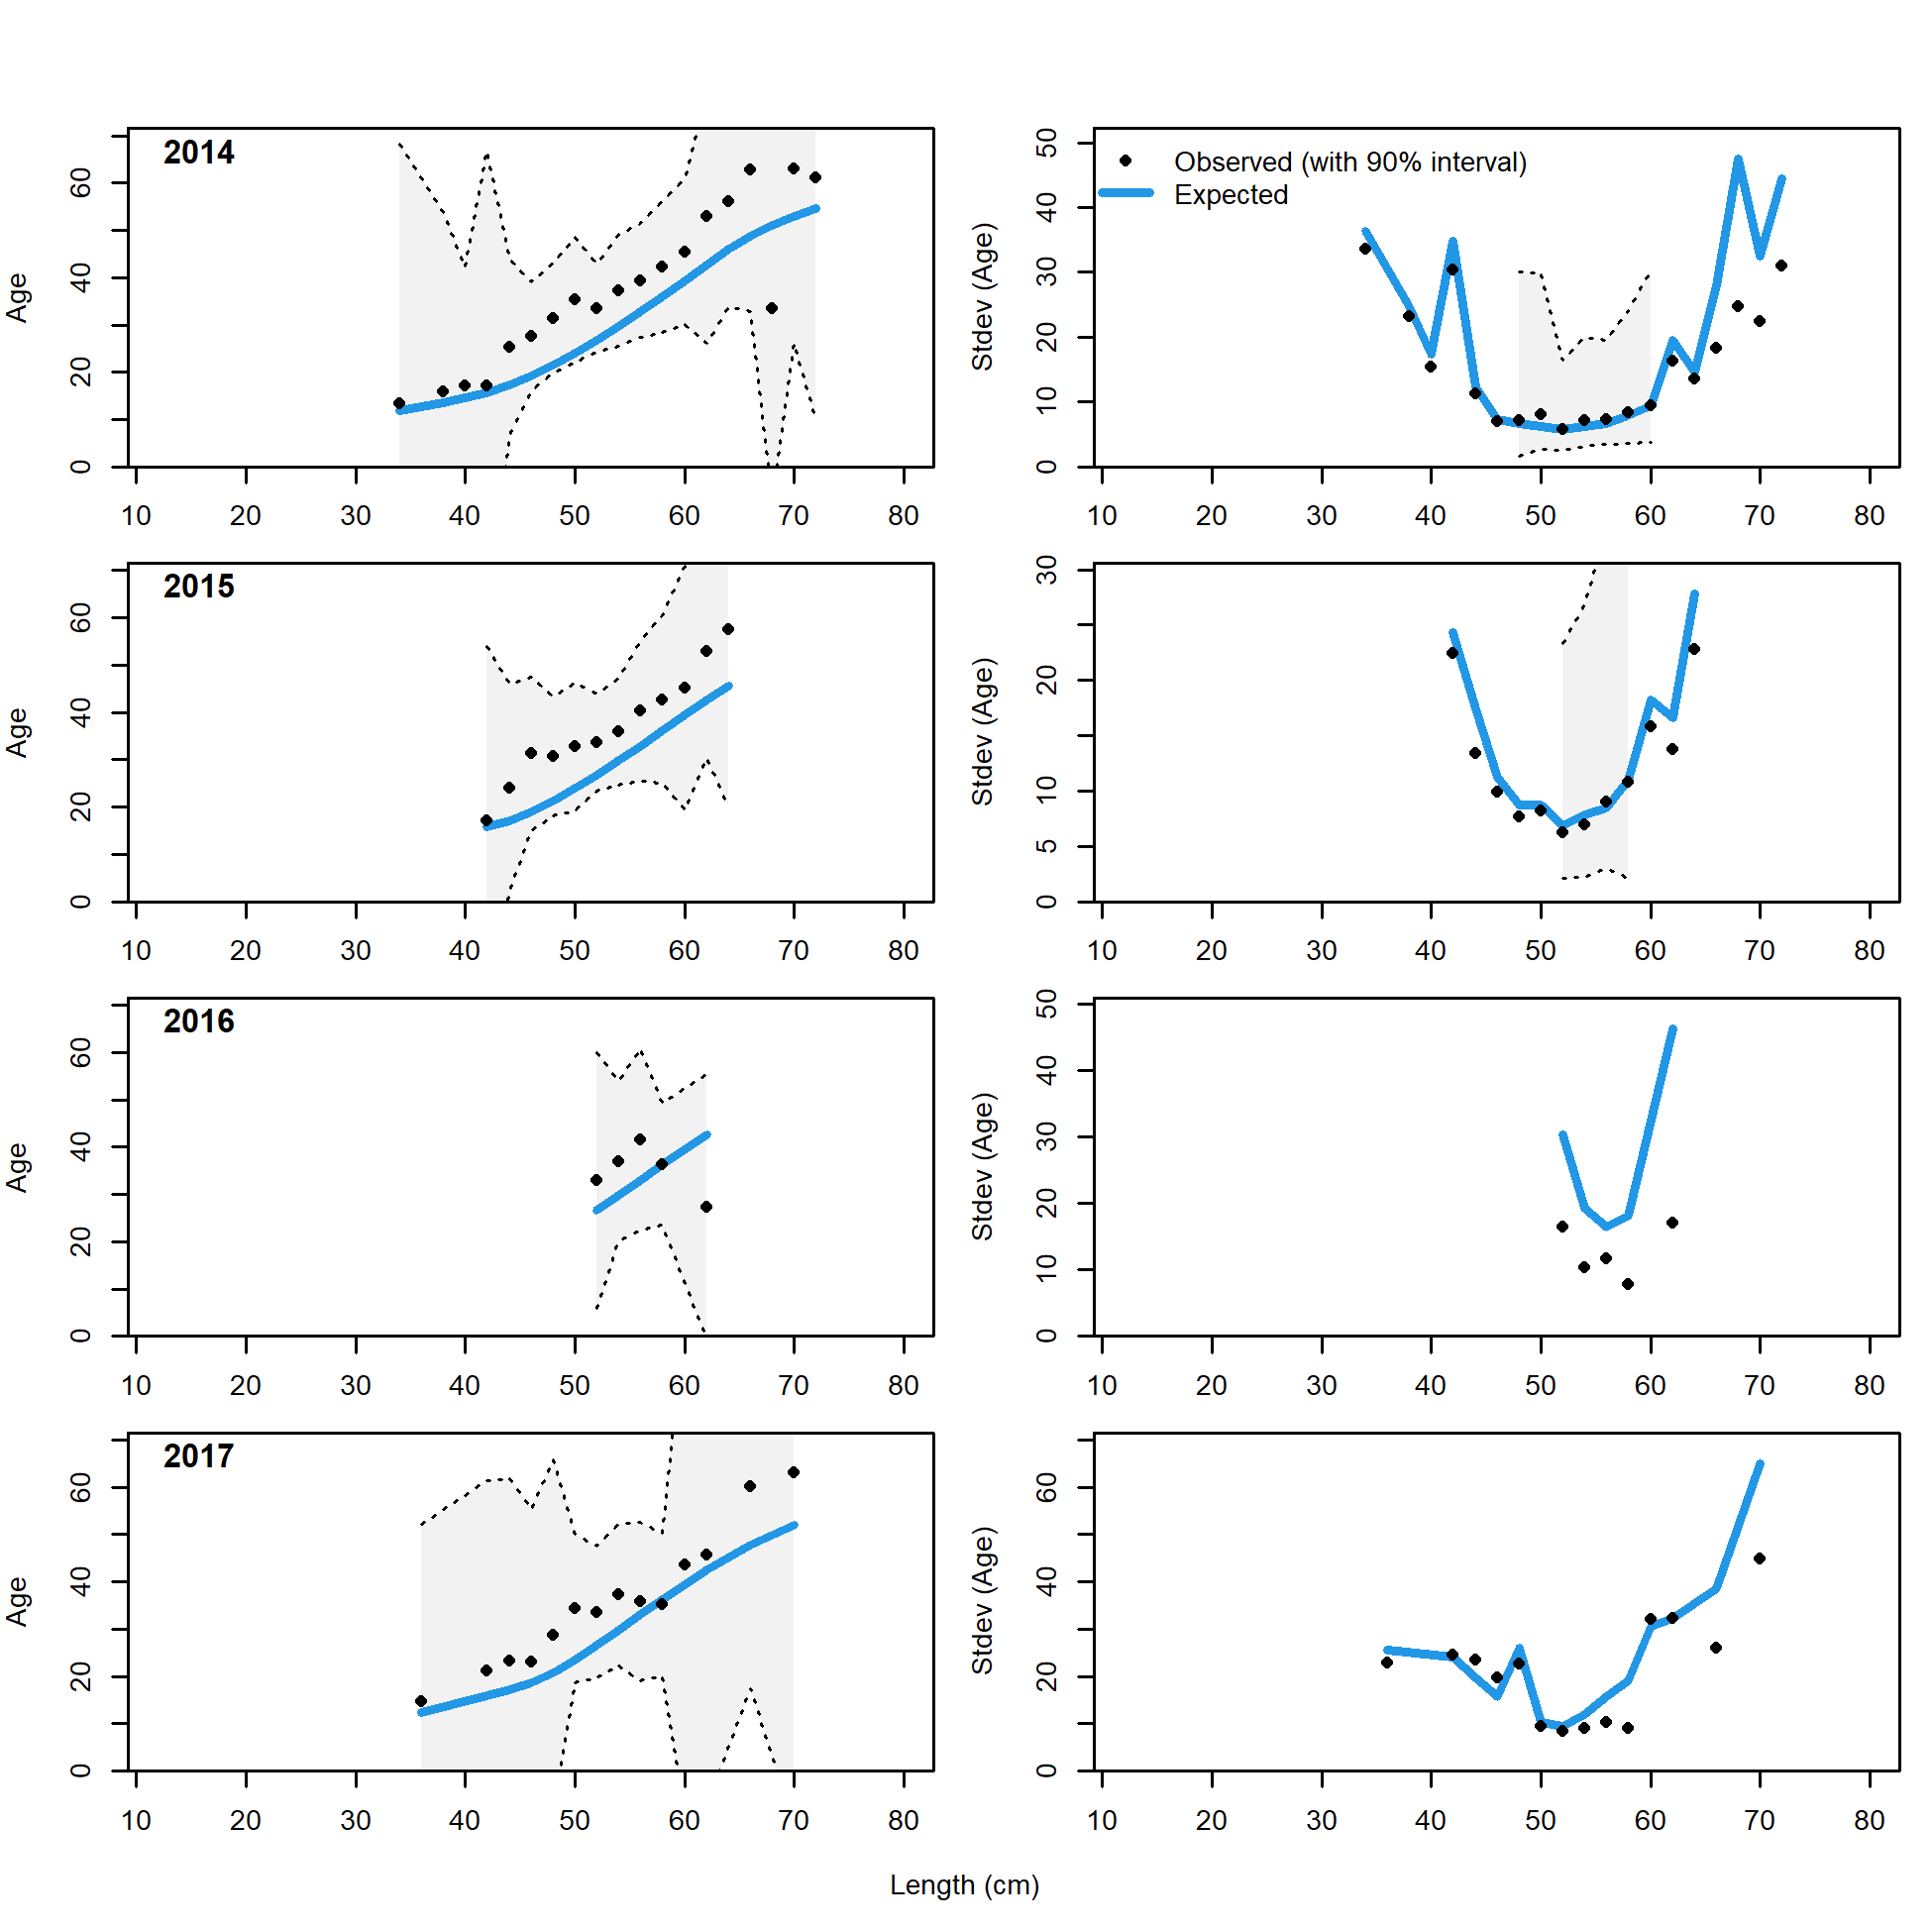 2014
Age
0 20 40 60
10 20 30 40 50 60 70 80
Observed (with 90% interval)
Expected
Stdev (Age)
0 10 20 30 40 50
10 20 30 40 50 60 70 80
2015
Age
0 20 40 60
10 20 30 40 50 60 70 80
Stdev (Age)
0 5 10 20 30
10 20 30 40 50 60 70 80
2016
Age
0 20 40 60
10 20 30 40 50 60 70 80
Stdev (Age)
0 10 20 30 40 50
10 20 30 40 50 60 70 80
2017
Age
0 20 40 60
10 20 30 40 50 60 70 80
Stdev (Age)
0 20 40 60
10 20 30 40 50 60 70 80
Length (cm)